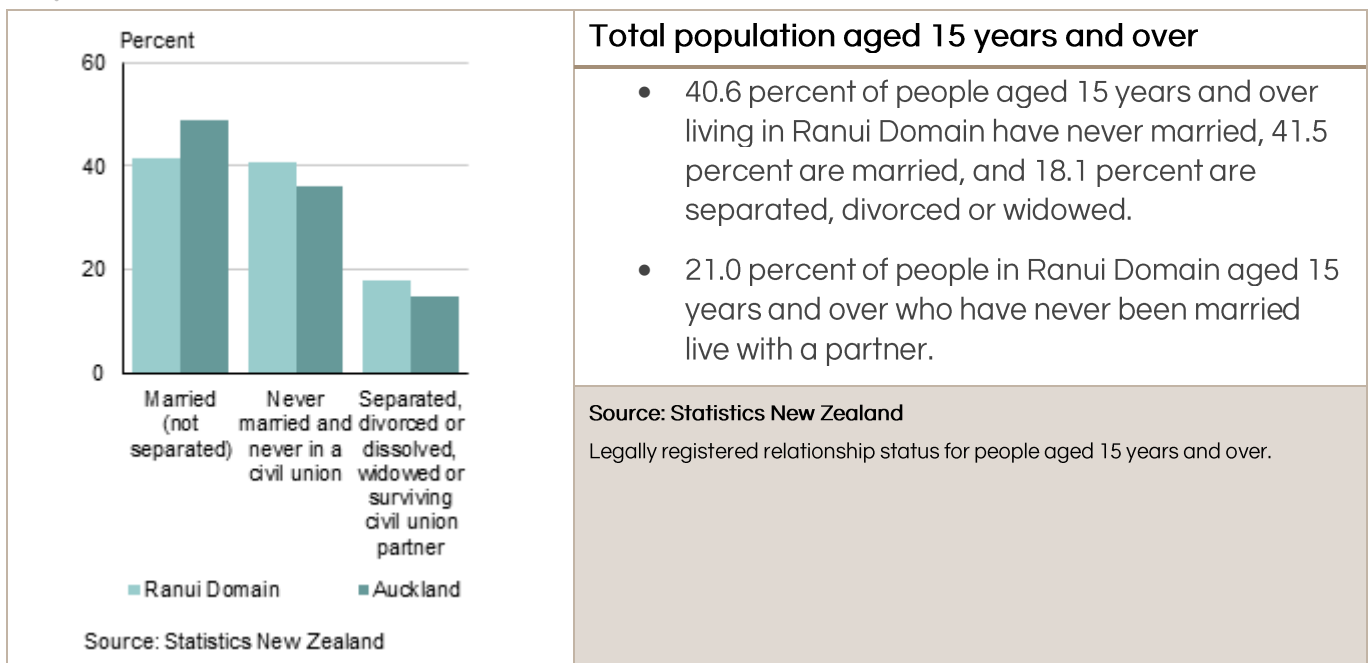 Percent
60
40
20
0
Married
(not
separated)
Never
married and
never in a
civil union
Separated,
divorced or
dissolved,
widowed or
surviving
civil union
partner
Ranui Domain
Auckland
Source: Statistics New Zealand
Total population aged 15 years and over
• 40.6 percent of people aged 15 years and over
living in Ranui Domain have never married, 41.5
percent are married, and 18.1 percent are
separated, divorced or widowed.
• 21.0 percent of people in Ranui Domain aged 15
years and over who have never been married
live with a partner.
Source: Statistics New Zealand
Legally registered relationship status for people aged 15 years and over.